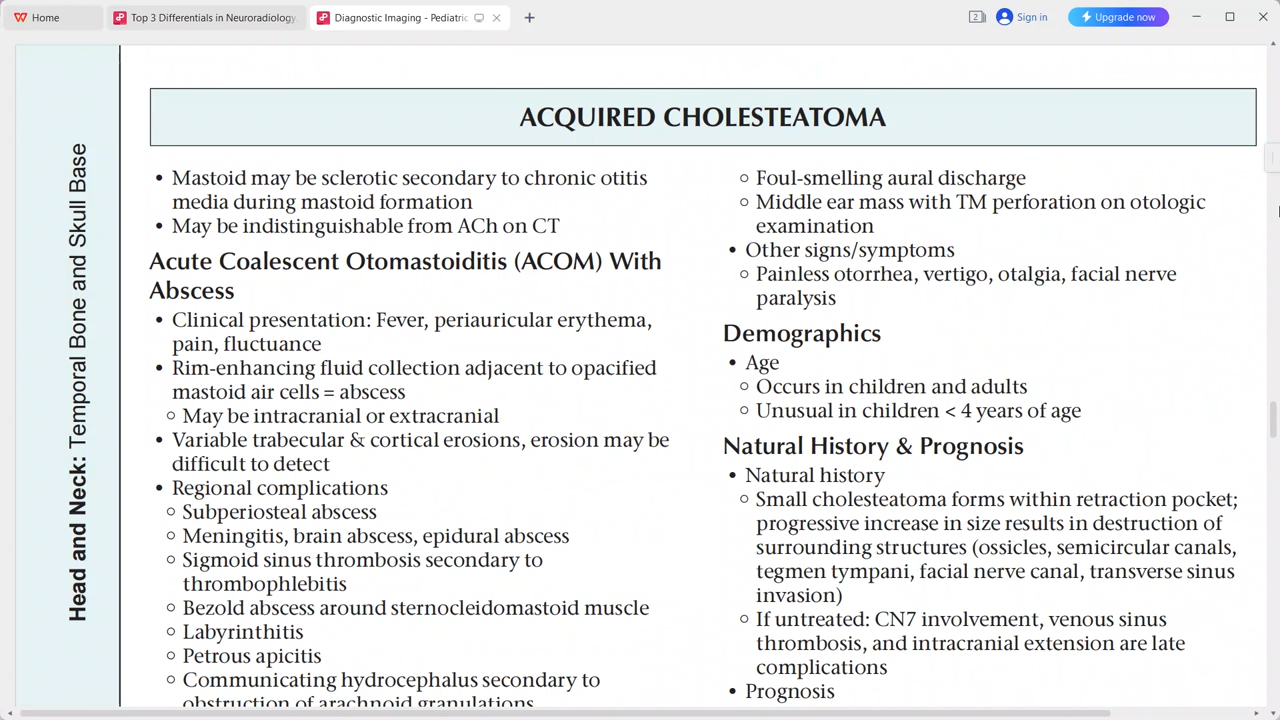 Home
Top 3 Differentials in Neuroradiology.
Diagnostic Imaging - Pediatric
2
Sign in
Upgrade now
Head and Neck: Temporal Bone and Skull Base
ACQUIRED CHOLESTEATOMA
• Mastoid may be sclerotic secondary to chronic otitis
media during mastoid formation
• May be indistinguishable from ACh on CT
Acute Coalescent Otomastoiditis (ACOM) With
Abscess
• Clinical presentation: Fever, periauricular erythema,
pain, fluctuance
• Rim-enhancing fluid collection adjacent to opacified
mastoid air cells = abscess
○ May be intracranial or extracranial
• Variable trabecular & cortical erosions, erosion may be
difficult to detect
• Regional complications
○ Subperiosteal abscess
○ Meningitis, brain abscess, epidural abscess
○ Sigmoid sinus thrombosis secondary to
thrombophlebitis
○ Bezold abscess around sternocleidomastoid muscle
○ Labyrinthitis
○ Petrous apicitis
○ Communicating hydrocephalus secondary to
obstruction of arachnoid granulations
○ Foul-smelling aural discharge
○ Middle ear mass with TM perforation on otologic
examination
• Other signs/symptoms
○ Painless otorrhea, vertigo, otalgia, facial nerve
paralysis
Demographics
• Age
○ Occurs in children and adults
○ Unusual in children < 4 years of age
Natural History & Prognosis
• Natural history
○ Small cholesteatoma forms within retraction pocket;
progressive increase in size results in destruction of
surrounding structures (ossicles, semicircular canals,
tegmen tympani, facial nerve canal, transverse sinus
invasion)
○ If untreated: CN7 involvement, venous sinus
thrombosis, and intracranial extension are late
complications
• Prognosis